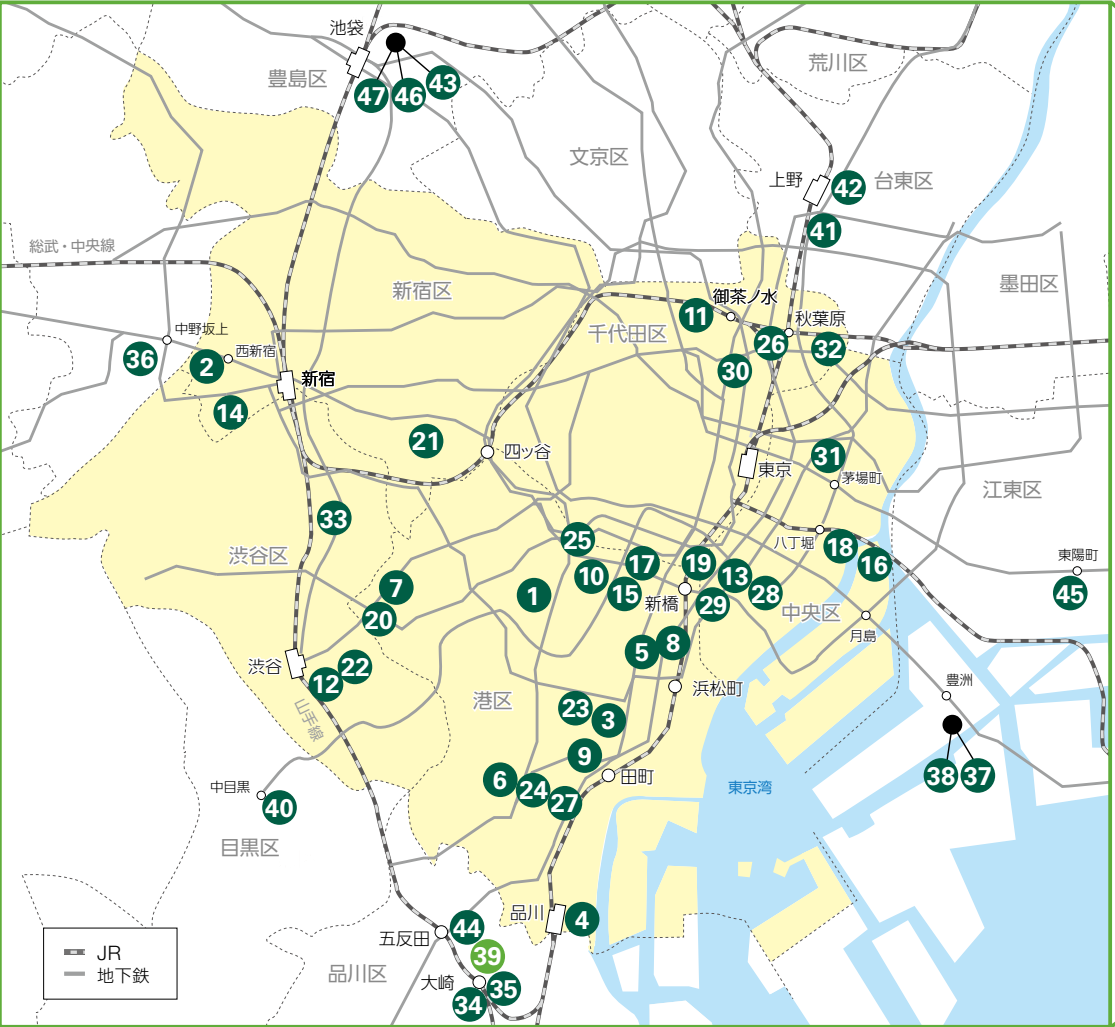 池袋
豊島区
荒川区
43
47
46
文京区
上野
42
台東区
41
総武・中央線
墨田区
新宿区
御茶ノ水
11
千代田区
秋葉原
中野坂上
36
2
西新宿
26
32
30
新宿
14
21
四ッ谷
東京
31
茅場町
江東区
33
渋谷区
25
八丁堀
18
16
東陽町
45
7
20
1
10
17
15
19
新橋
13
29
28
中央区
月島
5
8
渋谷
22
12
山手線
港区
浜松町
豊洲
23
3
9
田町
38
37
中目黒
40
6
24
27
東京湾
目黒区
品川
4
五反田
44
39
品川区
大崎
35
34
JR
地下鉄